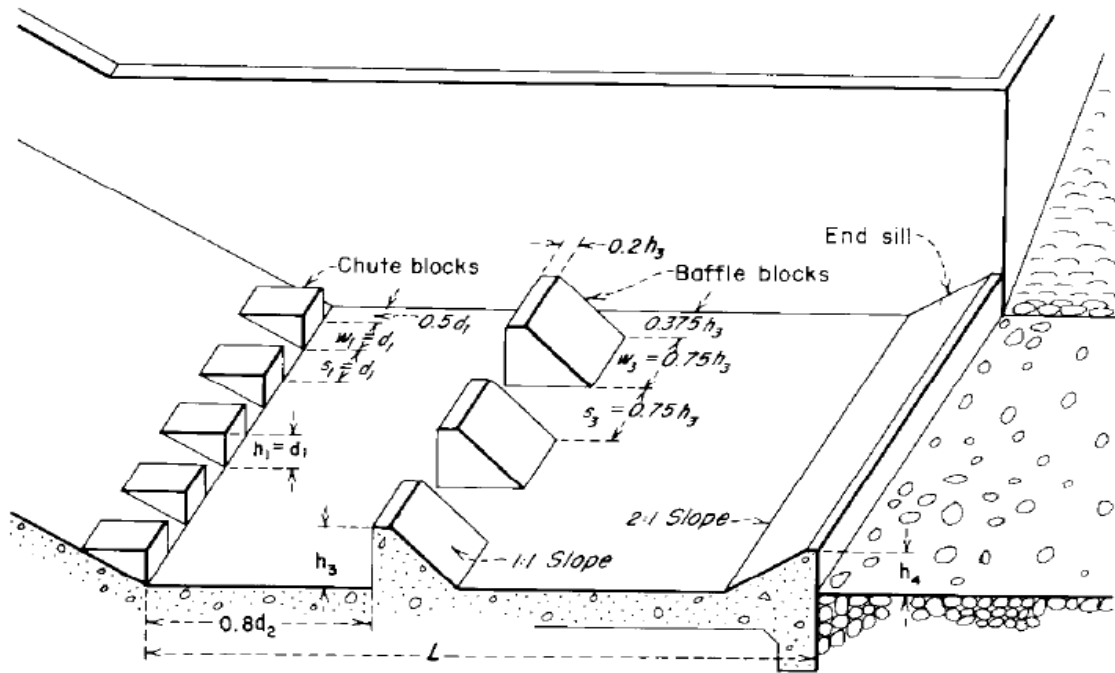 0.2h₃
End sill
Chute blocks
Baffle blocks
0.5d₁
0.375h₃
w₁ = d₁
w₃ = 0.75h₃
s₁ = d₁
s₃ = 0.75h₃
h₁ = d₁
2:1 Slope
h₃
1:1 Slope
h₄
0.8d₂
L